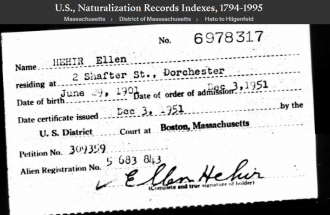 U.S., Naturalization Records Indexes, 1794-1995
Massachusetts › District of Massachusetts › Halo to Hilgenfeld
No. 6978317
Name HEHIR Ellen
residing at 2 Shafter St., Dorchester
Date of birth June 29, 1901 Date of order of admission Dec 3, 1951
Date certificate issued Dec 3, 1951 by the
U. S. District Court at Boston, Massachusetts
Petition No. 309359
Alien Registration No. 5 683 843
Ellen Hehir
(Complete and true signature of holder)